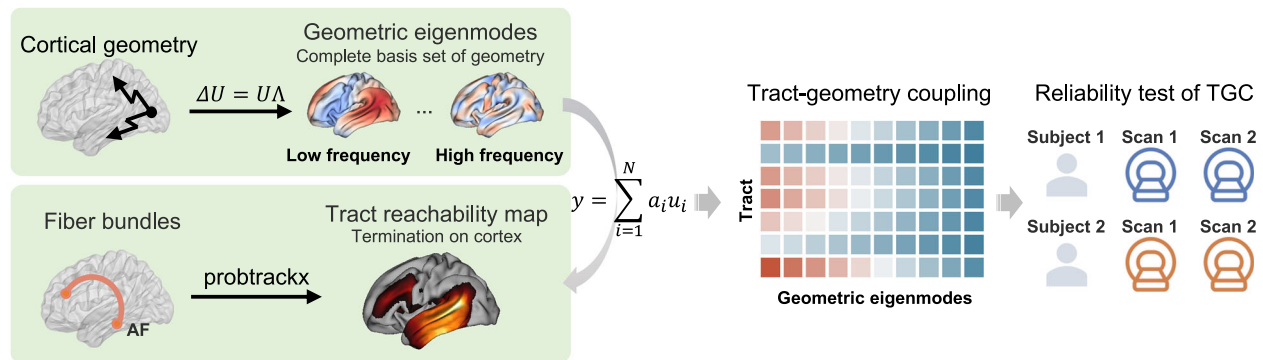 Cortical geometry
ΔU = UΛ
Geometric eigenmodes
Complete basis set of geometry
...
Low frequency
High frequency
Fiber bundles
AF
probtrackx
Tract reachability map
Termination on cortex
y = ∑_{i=1}^{N} a_i u_i
Tract-geometry coupling
Tract
Geometric eigenmodes
Reliability test of TGC
Subject 1 Scan 1 Scan 2
Subject 2 Scan 1 Scan 2